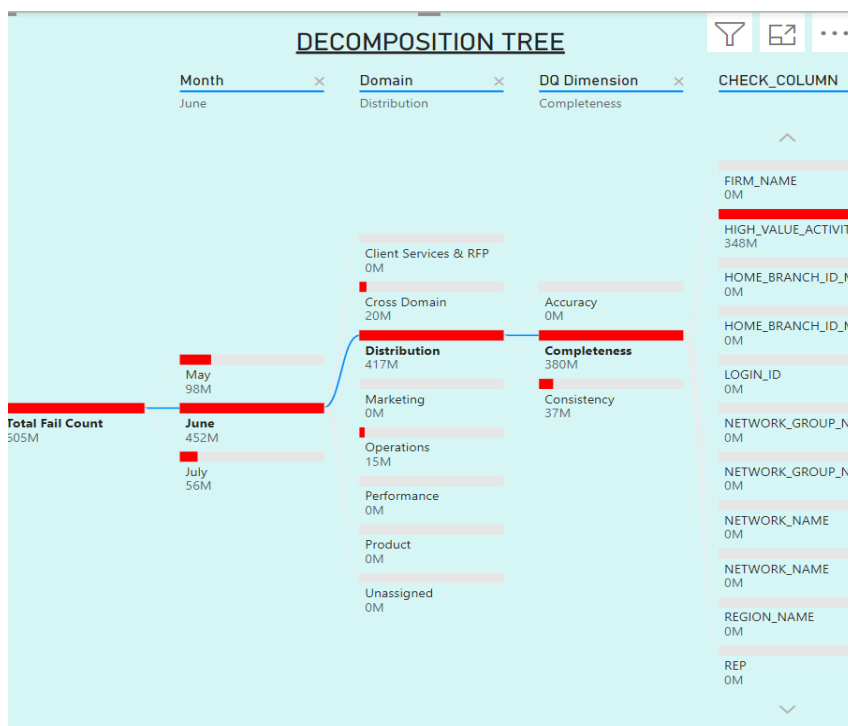 DECOMPOSITION TREE
Month
June
Domain
Distribution
DQ Dimension
Completeness
CHECK_COLUMN
Total Fail Count
605M
May
98M
June
452M
July
56M
Client Services & RFP
0M
Cross Domain
20M
Distribution
417M
Marketing
0M
Operations
15M
Performance
0M
Product
0M
Unassigned
0M
Accuracy
0M
Completeness
380M
Consistency
37M
FIRM_NAME
0M
HIGH_VALUE_ACTIVIT
348M
HOME_BRANCH_ID_M
0M
HOME_BRANCH_ID_M
0M
LOGIN_ID
0M
NETWORK_GROUP_N
0M
NETWORK_GROUP_N
0M
NETWORK_NAME
0M
NETWORK_NAME
0M
REGION_NAME
0M
REP
0M